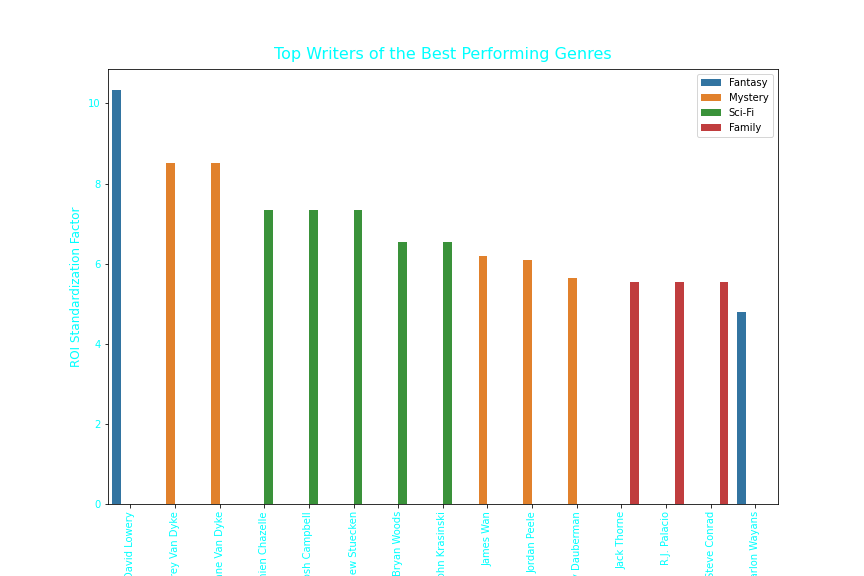 Top Writers of the Best Performing Genres
Fantasy
Mystery
Sci-Fi
Family
ROI Standardization Factor
10
8
6
4
2
0
David Lowery
rey Van Dyke
ne Van Dyke
ien Chazelle
sh Campbell
ew Stuecken
Bryan Woods
hn Krasinski
James Wan
Jordan Peele
Dauberman
Jack Thorne
R.J. Palacio
Steve Conrad
arlon Wayans